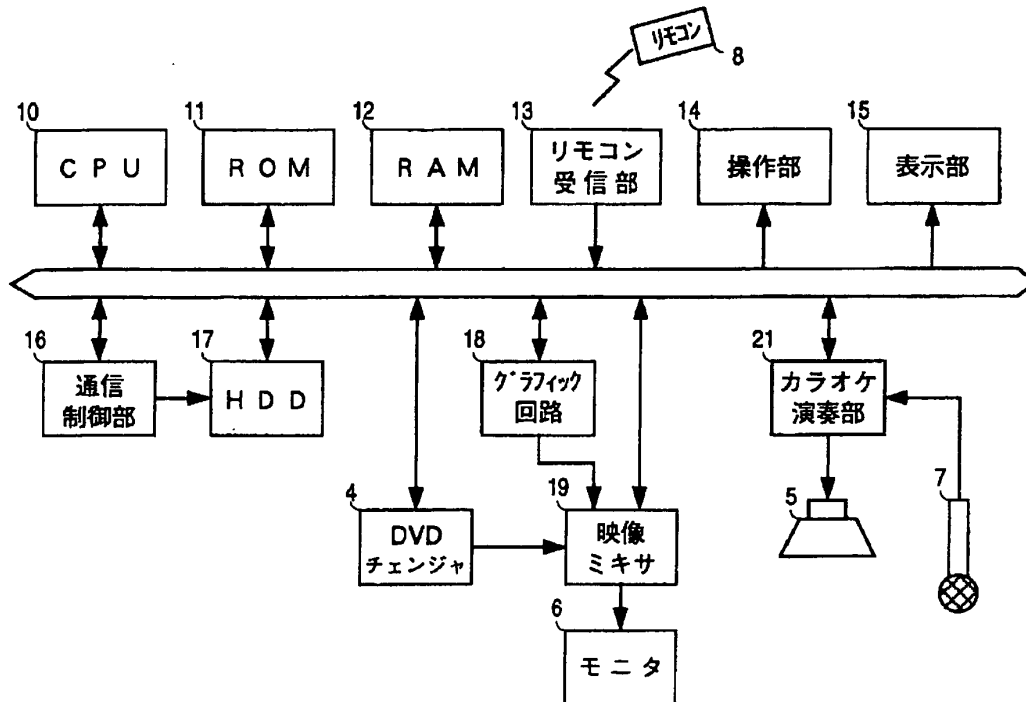 リモコン
8
10
11
12
13
14
15
CPU
ROM
RAM
リモコン
受信部
操作部
表示部
16
17
18
21
通信
制御部
HDD
グラフィック
回路
カラオケ
演奏部
4
19
5
7
DVD
チェンジャ
映像
ミキサ
6
モニタ